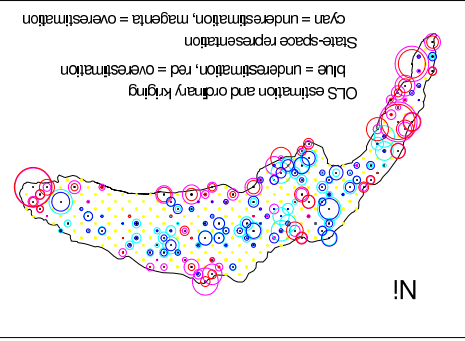 Ni
OLS estimation and ordinary kriging
blue = underestimation, red = overestimation
State-space representation
cyan = underestimation, magenta = overestimation